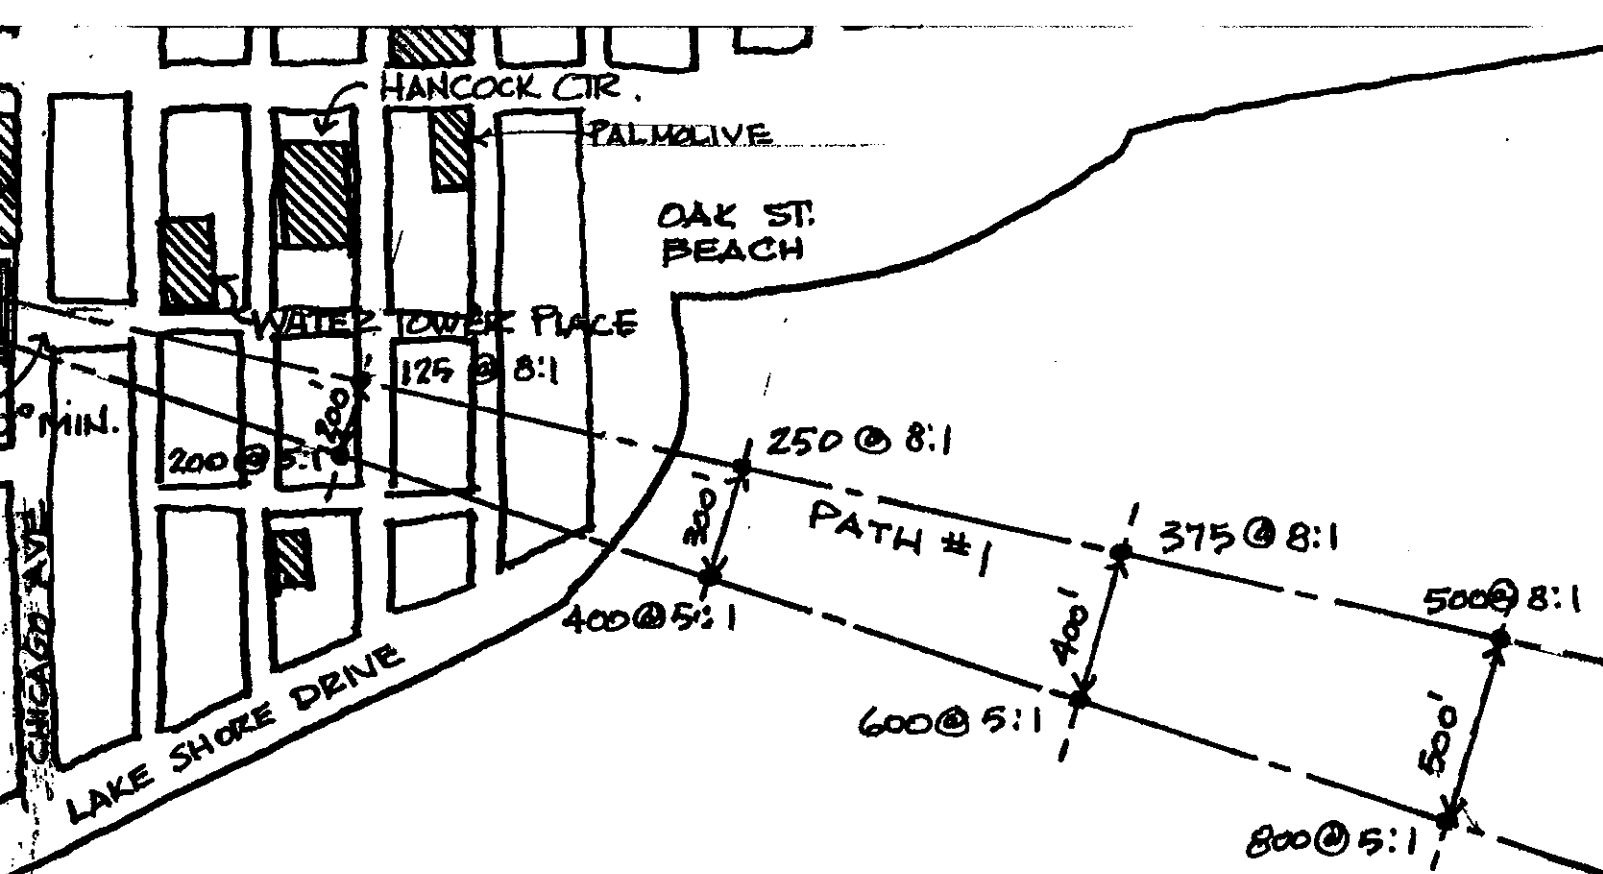 HANCOCK CTR.
PALMOLIVE
OAK ST.
BEACH
WATER TOWER PLACE
125 @ 8:1
° MIN.
200'
200 @ 5:1
250 @ 8:1
300'
PATH #1
375 @ 8:1
500 @ 8:1
400 @ 5:1
400'
CHICAGO AVE
LAKE SHORE DRIVE
600 @ 5:1
500'
800 @ 5:1